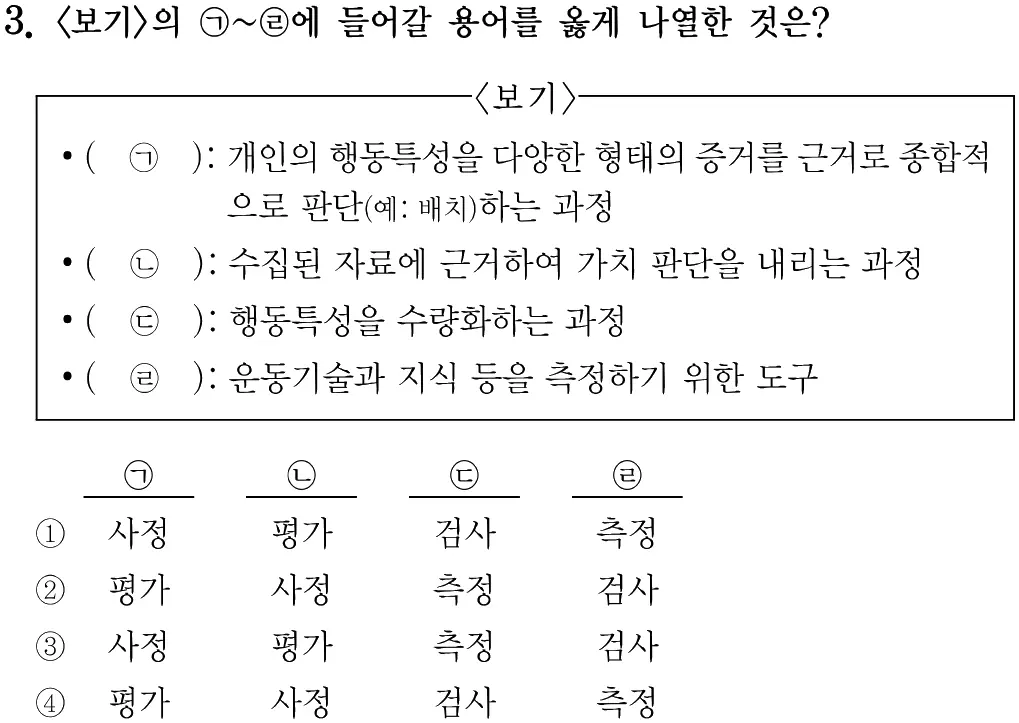 3. 〈보기〉의 ㉠~㉣에 들어갈 용어를 옳게 나열한 것은?
〈보기〉
• ( ㉠ ): 개인의 행동특성을 다양한 형태의 증거를 근거로 종합적
으로 판단(예: 배치)하는 과정
• ( ㉡ ): 수집된 자료에 근거하여 가치 판단을 내리는 과정
• ( ㉢ ): 행동특성을 수량화하는 과정
• ( ㉣ ): 운동기술과 지식 등을 측정하기 위한 도구
㉠ ㉡ ㉢ ㉣
① 사정 평가 검사 측정
② 평가 사정 측정 검사
③ 사정 평가 측정 검사
④ 평가 사정 검사 측정